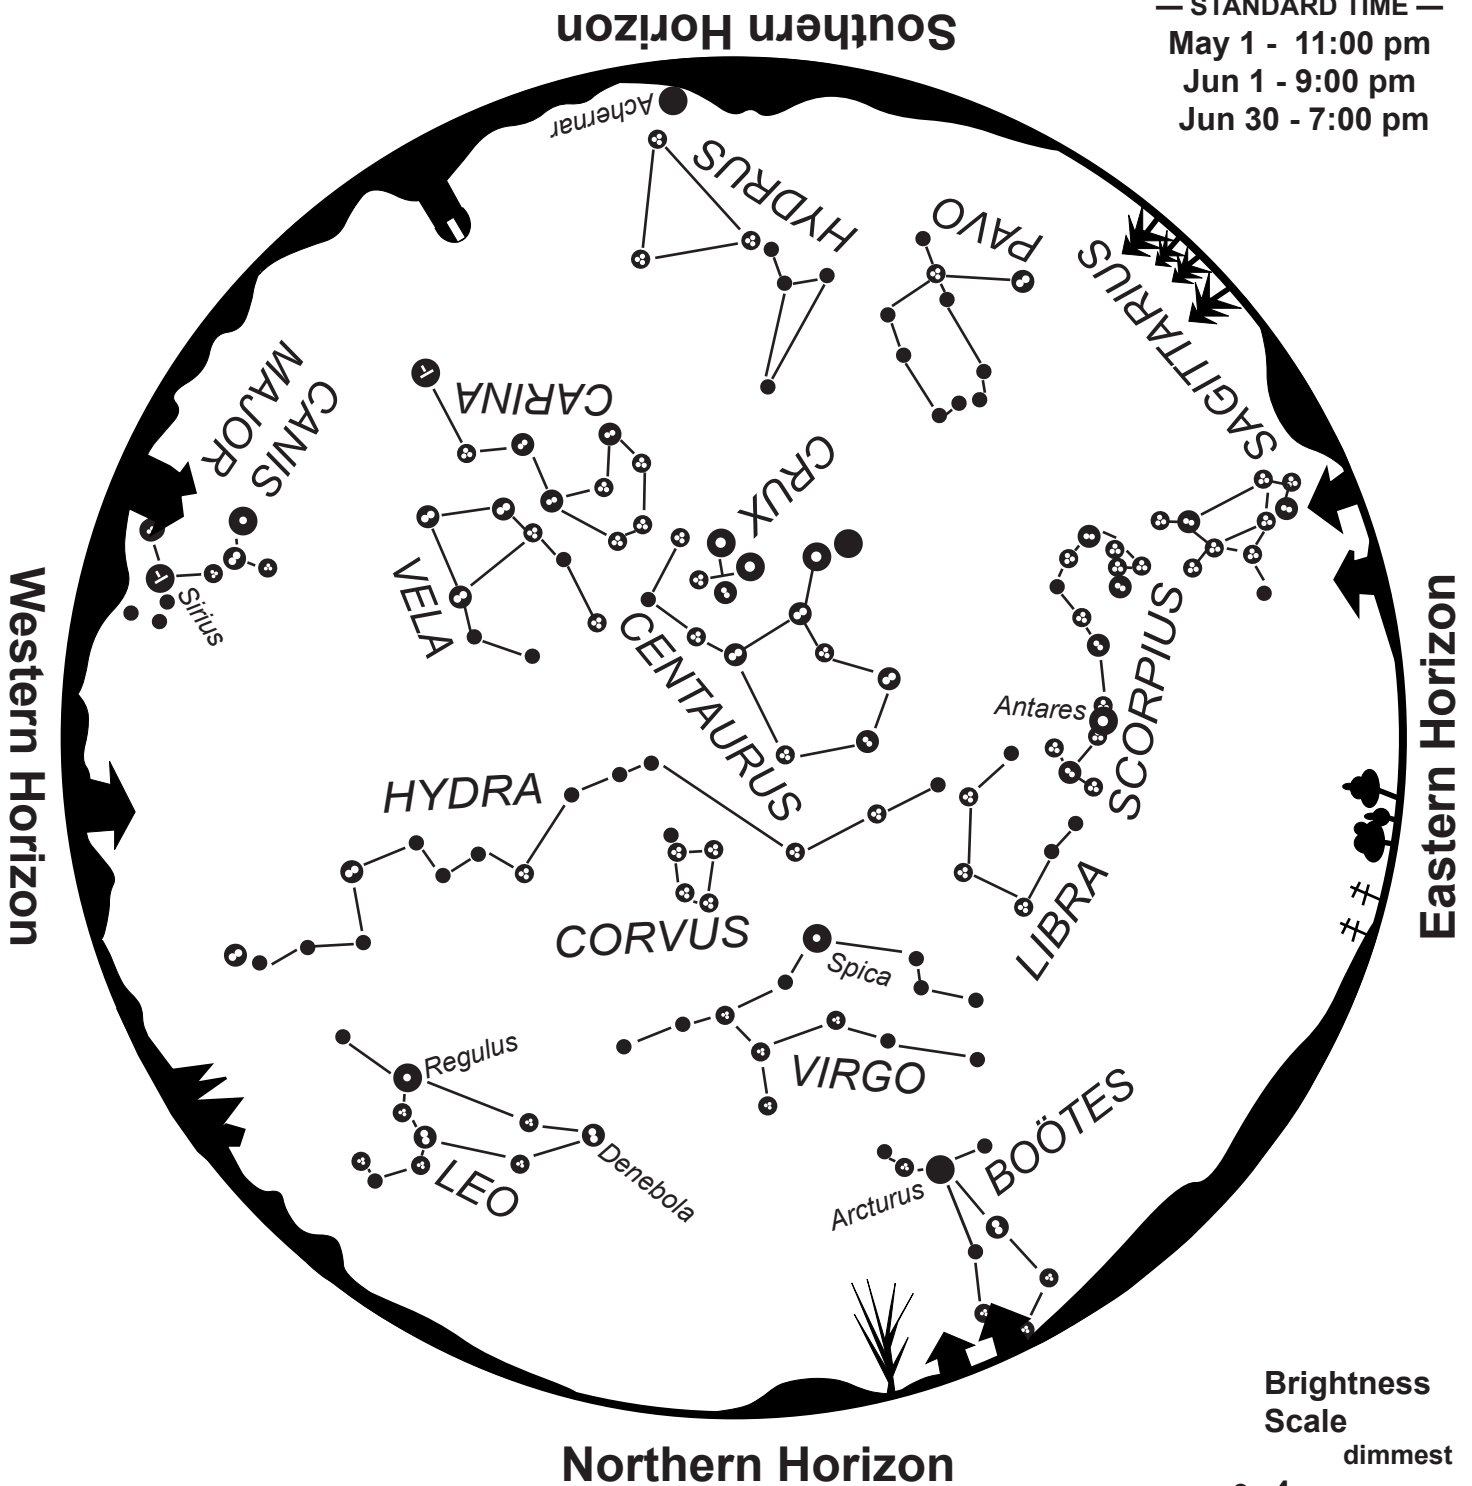 Southern Horizon
— STANDARD TIME —
May 1 - 11:00 pm
Jun 1 - 9:00 pm
Jun 30 - 7:00 pm
Achernar
HYDRUS
PAVO
SAGITTARIUS
CANIS
MAJOR
CARINA
CRUX
Sirius
VELA
CENTAURUS
SCORPIUS
Antares
Western Horizon
Eastern Horizon
HYDRA
CORVUS
LIBRA
Spica
Regulus
VIRGO
LEO
Denebola
BOÖTES
Arcturus
Northern Horizon
Brightness
Scale
dimmest